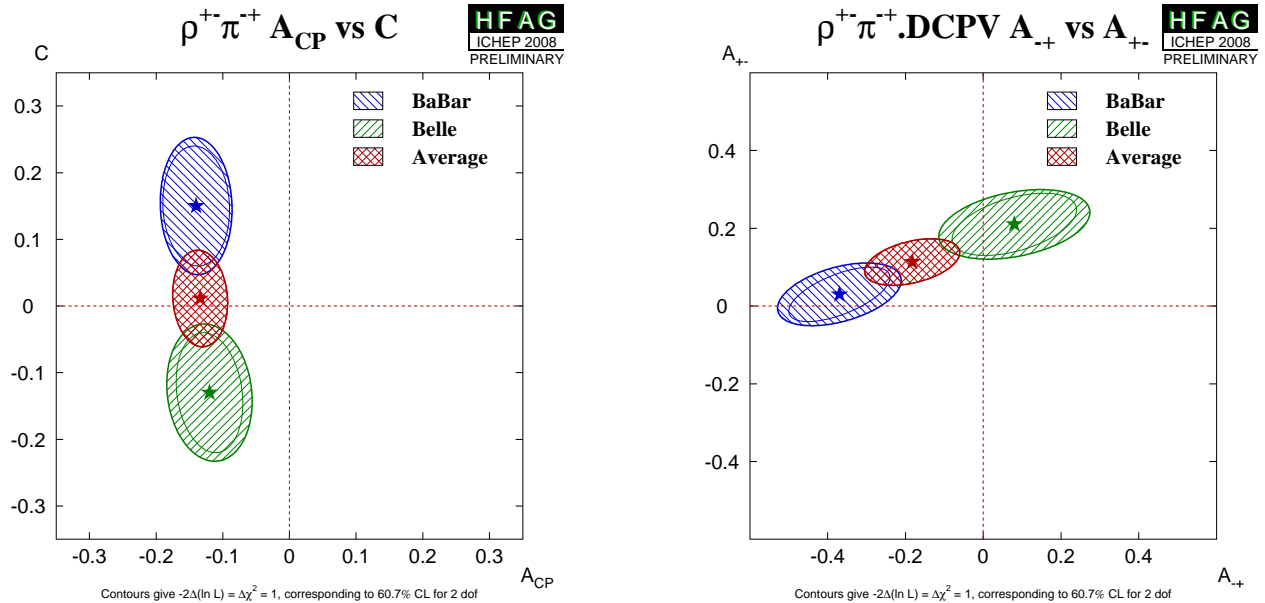 ρ⁺⁻π⁻⁺ A_CP vs C
HFAG
ICHEP 2008
PRELIMINARY
C
BaBar
Belle
Average
0.3
0.2
0.1
0
-0.1
-0.2
-0.3
-0.3 -0.2 -0.1 0 0.1 0.2 0.3
A_CP
Contours give -2Δ(ln L) = Δχ² = 1, corresponding to 60.7% CL for 2 dof
ρ⁺⁻π⁻⁺.DCPV A₋₊ vs A₊₋
HFAG
ICHEP 2008
PRELIMINARY
A₊₋
BaBar
Belle
Average
0.4
0.2
0
-0.2
-0.4
-0.4 -0.2 0 0.2 0.4
A₋₊
Contours give -2Δ(ln L) = Δχ² = 1, corresponding to 60.7% CL for 2 dof